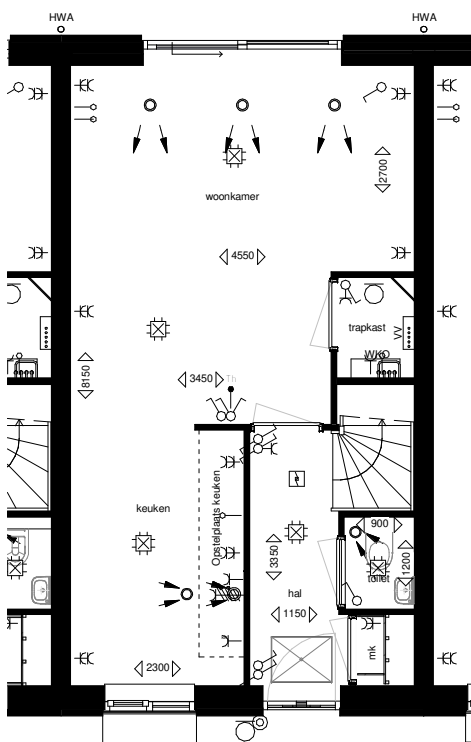 HWA
HWA
2700
woonkamer
4550
trapkast
VV
WKO
8150
3450
Th
keuken
Opstelplaats keuken
900
3350
1200
toilet
hal
1150
mk
2300